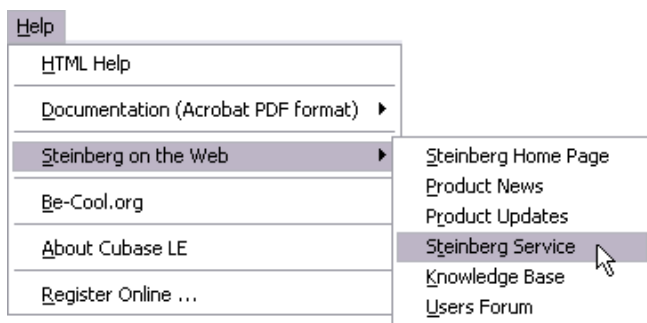 Help
HTML Help
Documentation (Acrobat PDF format)
Steinberg on the Web
Be-Cool.org
About Cubase LE
Register Online ...
Steinberg Home Page
Product News
Product Updates
Steinberg Service
Knowledge Base
Users Forum